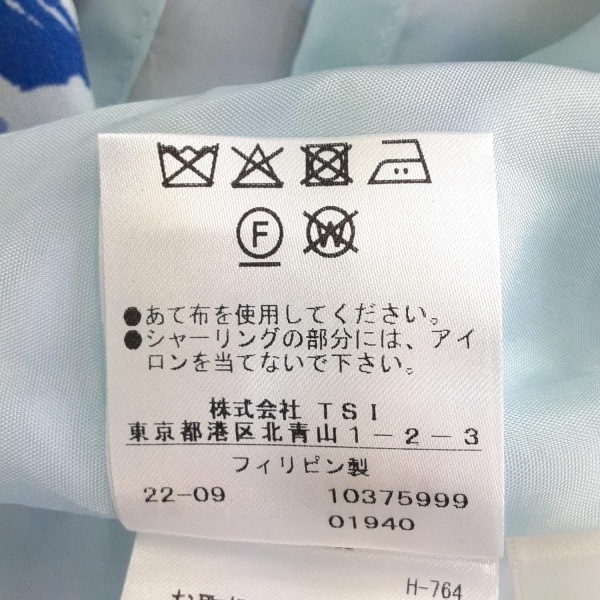 F W
●あて布を使用してください。
●シャーリングの部分には、アイ
ロンを当てないで下さい。
株式会社 TSI
東京都港区北青山1-2-3
フィリピン製
22-09 10375999
01940
H-764